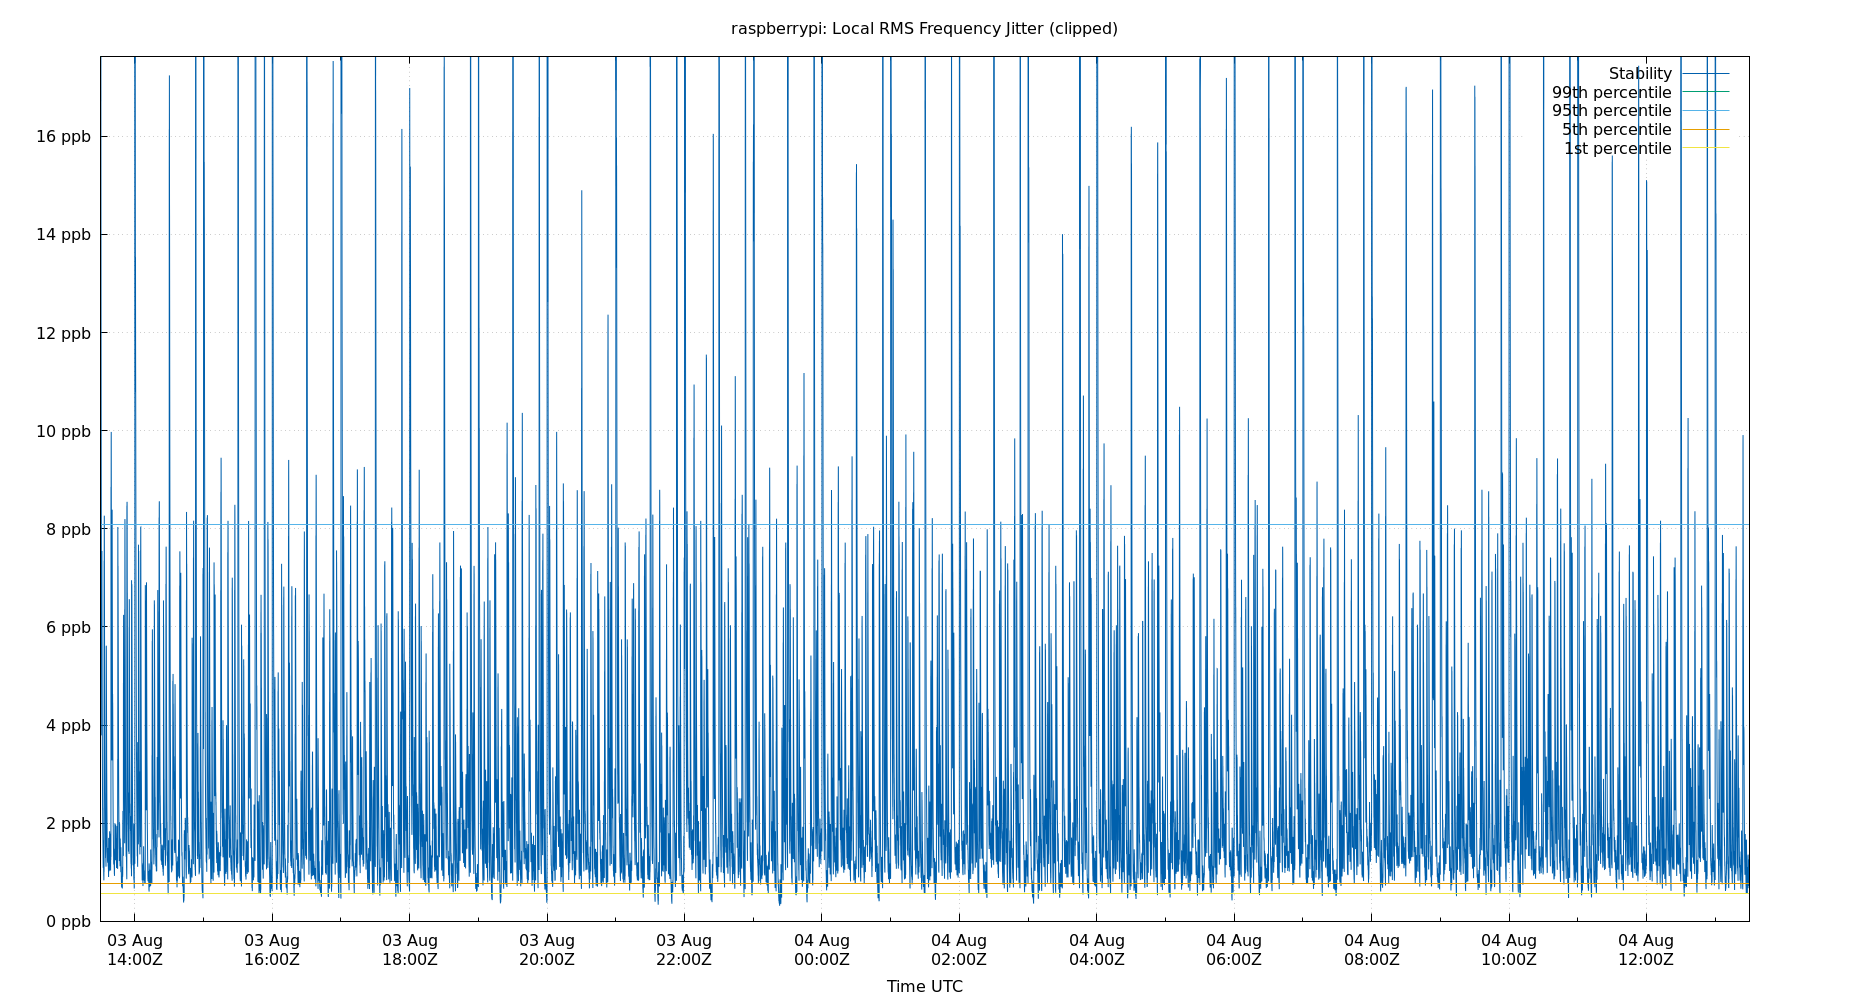 raspberrypi: Local RMS Frequency Jitter (clipped)
Stability
99th percentile
95th percentile
5th percentile
1st percentile
16 ppb
14 ppb
12 ppb
10 ppb
8 ppb
6 ppb
4 ppb
2 ppb
0 ppb
03 Aug 03 Aug 03 Aug 03 Aug 03 Aug 04 Aug 04 Aug 04 Aug 04 Aug 04 Aug 04 Aug 04 Aug
14:00Z 16:00Z 18:00Z 20:00Z 22:00Z 00:00Z 02:00Z 04:00Z 06:00Z 08:00Z 10:00Z 12:00Z
Time UTC